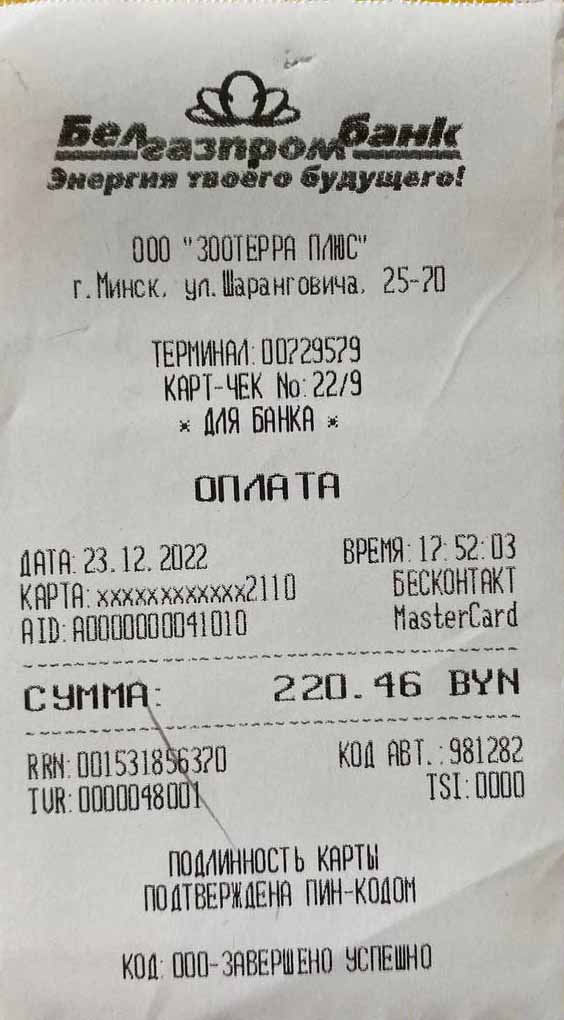 Белгазпромбанк
Энергия твоего будущего!
ООО "ЗООТЕРРА ПЛЮС"
г.Минск, ул.Шаранговича, 25-70
ТЕРМИНАЛ:00729579
КАРТ-ЧЕК No:22/9
* ДЛЯ БАНКА *
ОПЛАТА
ДАТА:23.12.2022 ВРЕМЯ:17:52:03
КАРТА:xxxxxxxxxxxx2110 БЕСКОНТАКТ
AID:A0000000041010 MasterCard
СУММА: 220.46 BYN
RRN:001531856370 КОД АВТ.:981282
TVR:0000048001 TSI:0000
ПОДЛИННОСТЬ КАРТЫ
ПОДТВЕРЖДЕНА ПИН-КОДОМ
КОД: 000-ЗАВЕРШЕНО УСПЕШНО